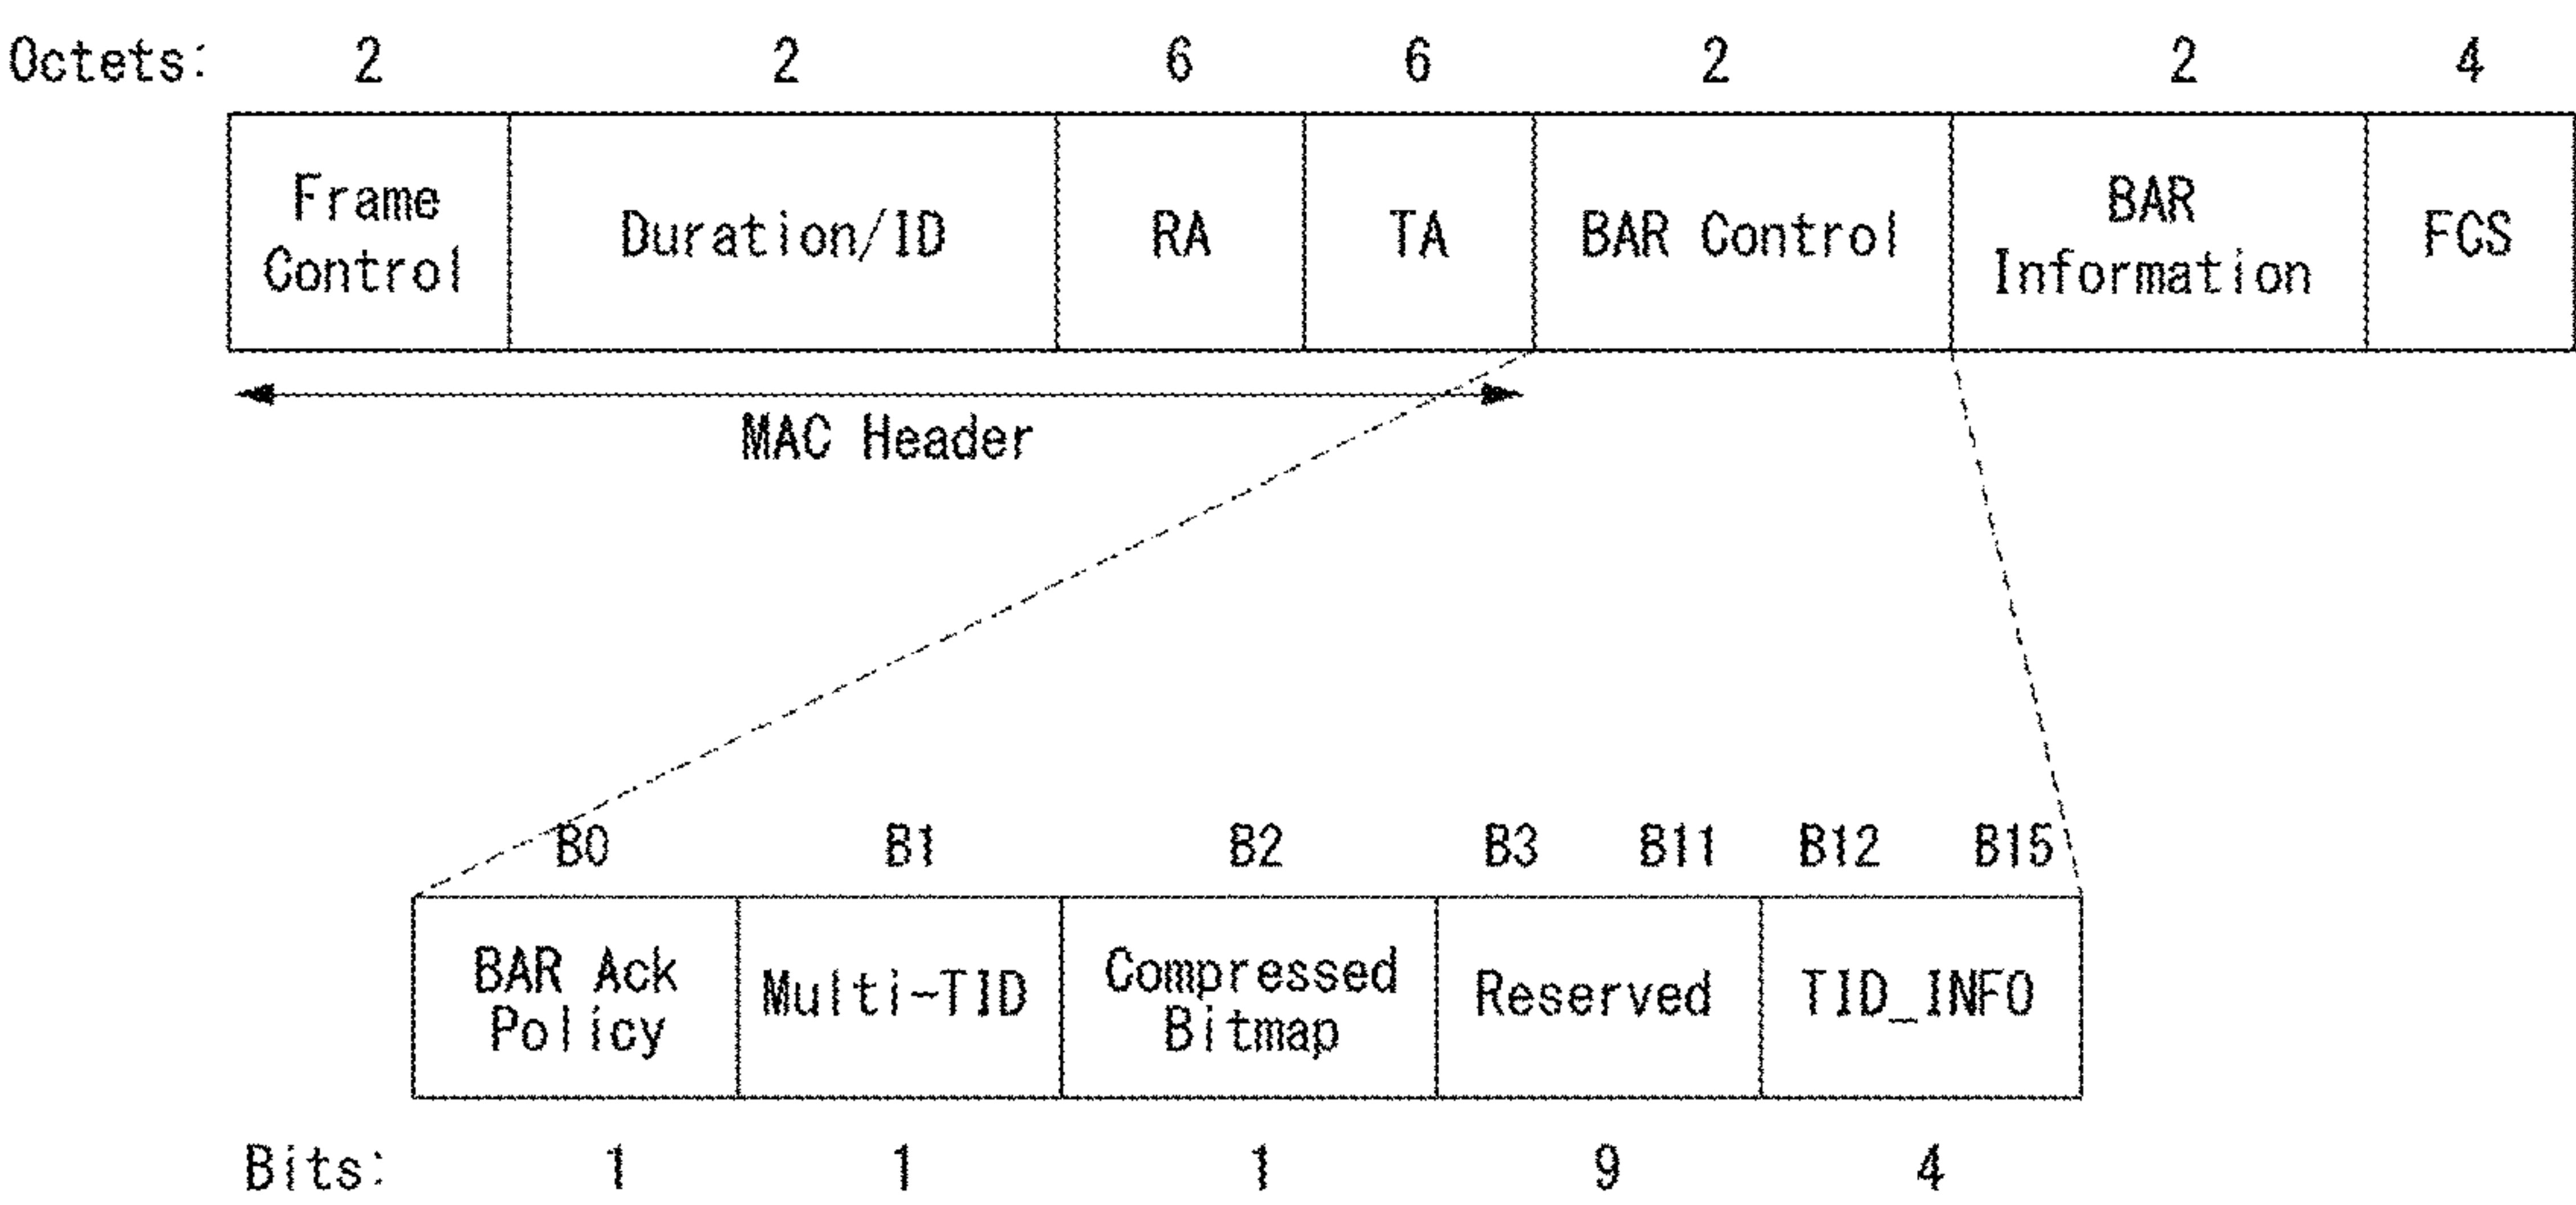 Octets: 2 2 6 6 2 2 4
Frame Control
Duration/ID
RA
TA
BAR Control
BAR Information
FCS
MAC Header
B0 B1 B2 B3 B11 B12 B15
BAR Ack Policy
Multi-TID
Compressed Bitmap
Reserved
TID_INFO
Bits: 1 1 1 9 4